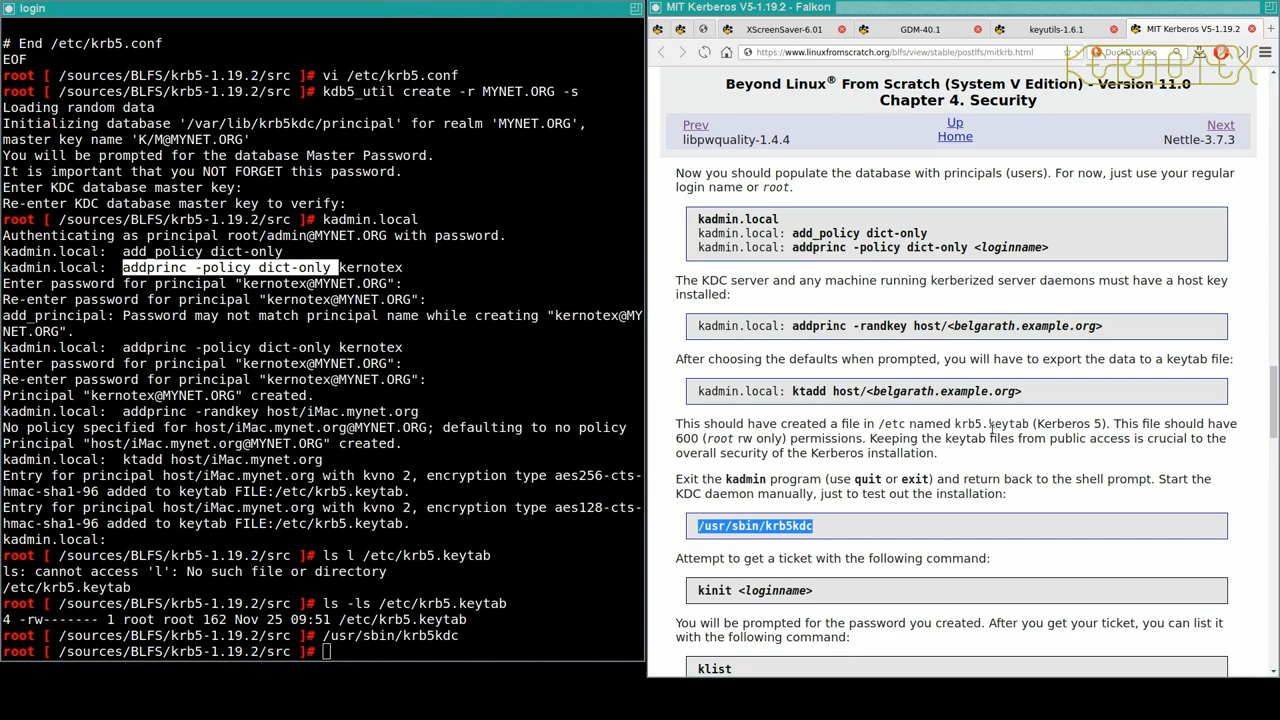 login
# End /etc/krb5.conf
EOF
root [ /sources/BLFS/krb5-1.19.2/src ]# vi /etc/krb5.conf
root [ /sources/BLFS/krb5-1.19.2/src ]# kdb5_util create -r MYNET.ORG -s
Loading random data
Initializing database '/var/lib/krb5kdc/principal' for realm 'MYNET.ORG',
master key name 'K/M@MYNET.ORG'
You will be prompted for the database Master Password.
It is important that you NOT FORGET this password.
Enter KDC database master key:
Re-enter KDC database master key to verify:
root [ /sources/BLFS/krb5-1.19.2/src ]# kadmin.local
Authenticating as principal root/admin@MYNET.ORG with password.
kadmin.local:  add_policy dict-only
kadmin.local:  addprinc -policy dict-only kernotex
Enter password for principal "kernotex@MYNET.ORG":
Re-enter password for principal "kernotex@MYNET.ORG":
add_principal: Password may not match principal name while creating "kernotex@MY
NET.ORG".
kadmin.local:  addprinc -policy dict-only kernotex
Enter password for principal "kernotex@MYNET.ORG":
Re-enter password for principal "kernotex@MYNET.ORG":
Principal "kernotex@MYNET.ORG" created.
kadmin.local:  addprinc -randkey host/iMac.mynet.org
No policy specified for host/iMac.mynet.org@MYNET.ORG; defaulting to no policy
Principal "host/iMac.mynet.org@MYNET.ORG" created.
kadmin.local:  ktadd host/iMac.mynet.org
Entry for principal host/iMac.mynet.org with kvno 2, encryption type aes256-cts-
hmac-sha1-96 added to keytab FILE:/etc/krb5.keytab.
Entry for principal host/iMac.mynet.org with kvno 2, encryption type aes128-cts-
hmac-sha1-96 added to keytab FILE:/etc/krb5.keytab.
kadmin.local:
root [ /sources/BLFS/krb5-1.19.2/src ]# ls l /etc/krb5.keytab
ls: cannot access 'l': No such file or directory
/etc/krb5.keytab
root [ /sources/BLFS/krb5-1.19.2/src ]# ls -ls /etc/krb5.keytab
4 -rw------- 1 root root 162 Nov 25 09:51 /etc/krb5.keytab
root [ /sources/BLFS/krb5-1.19.2/src ]# /usr/sbin/krb5kdc
root [ /sources/BLFS/krb5-1.19.2/src ]#
MIT Kerberos V5-1.19.2 - Falkon
XScreenSaver-6.01 GDM-40.1 keyutils-1.6.1 MIT Kerberos V5-1.19.2
https://www.linuxfromscratch.org/blfs/view/stable/postlfs/mitkrb.html DuckDuckGo
KERNOTEX
Beyond Linux® From Scratch (System V Edition) - Version 11.0
Chapter 4. Security
Prev Up Next
libpwquality-1.4.4 Home Nettle-3.7.3
Now you should populate the database with principals (users). For now, just use your regular
login name or root.
kadmin.local
kadmin.local: add_policy dict-only
kadmin.local: addprinc -policy dict-only <loginname>
The KDC server and any machine running kerberized server daemons must have a host key
installed:
kadmin.local: addprinc -randkey host/<belgarath.example.org>
After choosing the defaults when prompted, you will have to export the data to a keytab file:
kadmin.local: ktadd host/<belgarath.example.org>
This should have created a file in /etc named krb5.keytab (Kerberos 5). This file should have
600 (root rw only) permissions. Keeping the keytab files from public access is crucial to the
overall security of the Kerberos installation.
Exit the kadmin program (use quit or exit) and return back to the shell prompt. Start the
KDC daemon manually, just to test out the installation:
/usr/sbin/krb5kdc
Attempt to get a ticket with the following command:
kinit <loginname>
You will be prompted for the password you created. After you get your ticket, you can list it
with the following command:
klist